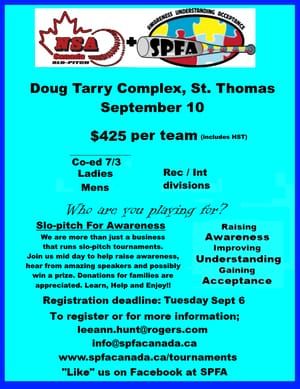 AWARENESS UNDERSTANDING ACCEPTANCE
NSA
Canada
SLO-PITCH
+
SPFA
Doug Tarry Complex, St. Thomas
September 10
$425 per team (includes HST)
Co-ed 7/3
Ladies
Mens
Rec / Int
divisions
Who are you playing for?
Slo-pitch For Awareness
We are more than just a business
that runs slo-pitch tournaments.
Join us mid day to help raise awareness,
hear from amazing speakers and possibly
win a prize. Donations for families are
appreciated. Learn, Help and Enjoy!!
Raising
Awareness
Improving
Understanding
Gaining
Acceptance
Registration deadline: Tuesday Sept 6
To register or for more information;
leeann.hunt@rogers.com
info@spfacanada.ca
www.spfacanada.ca/tournaments
"Like" us on Facebook at SPFA